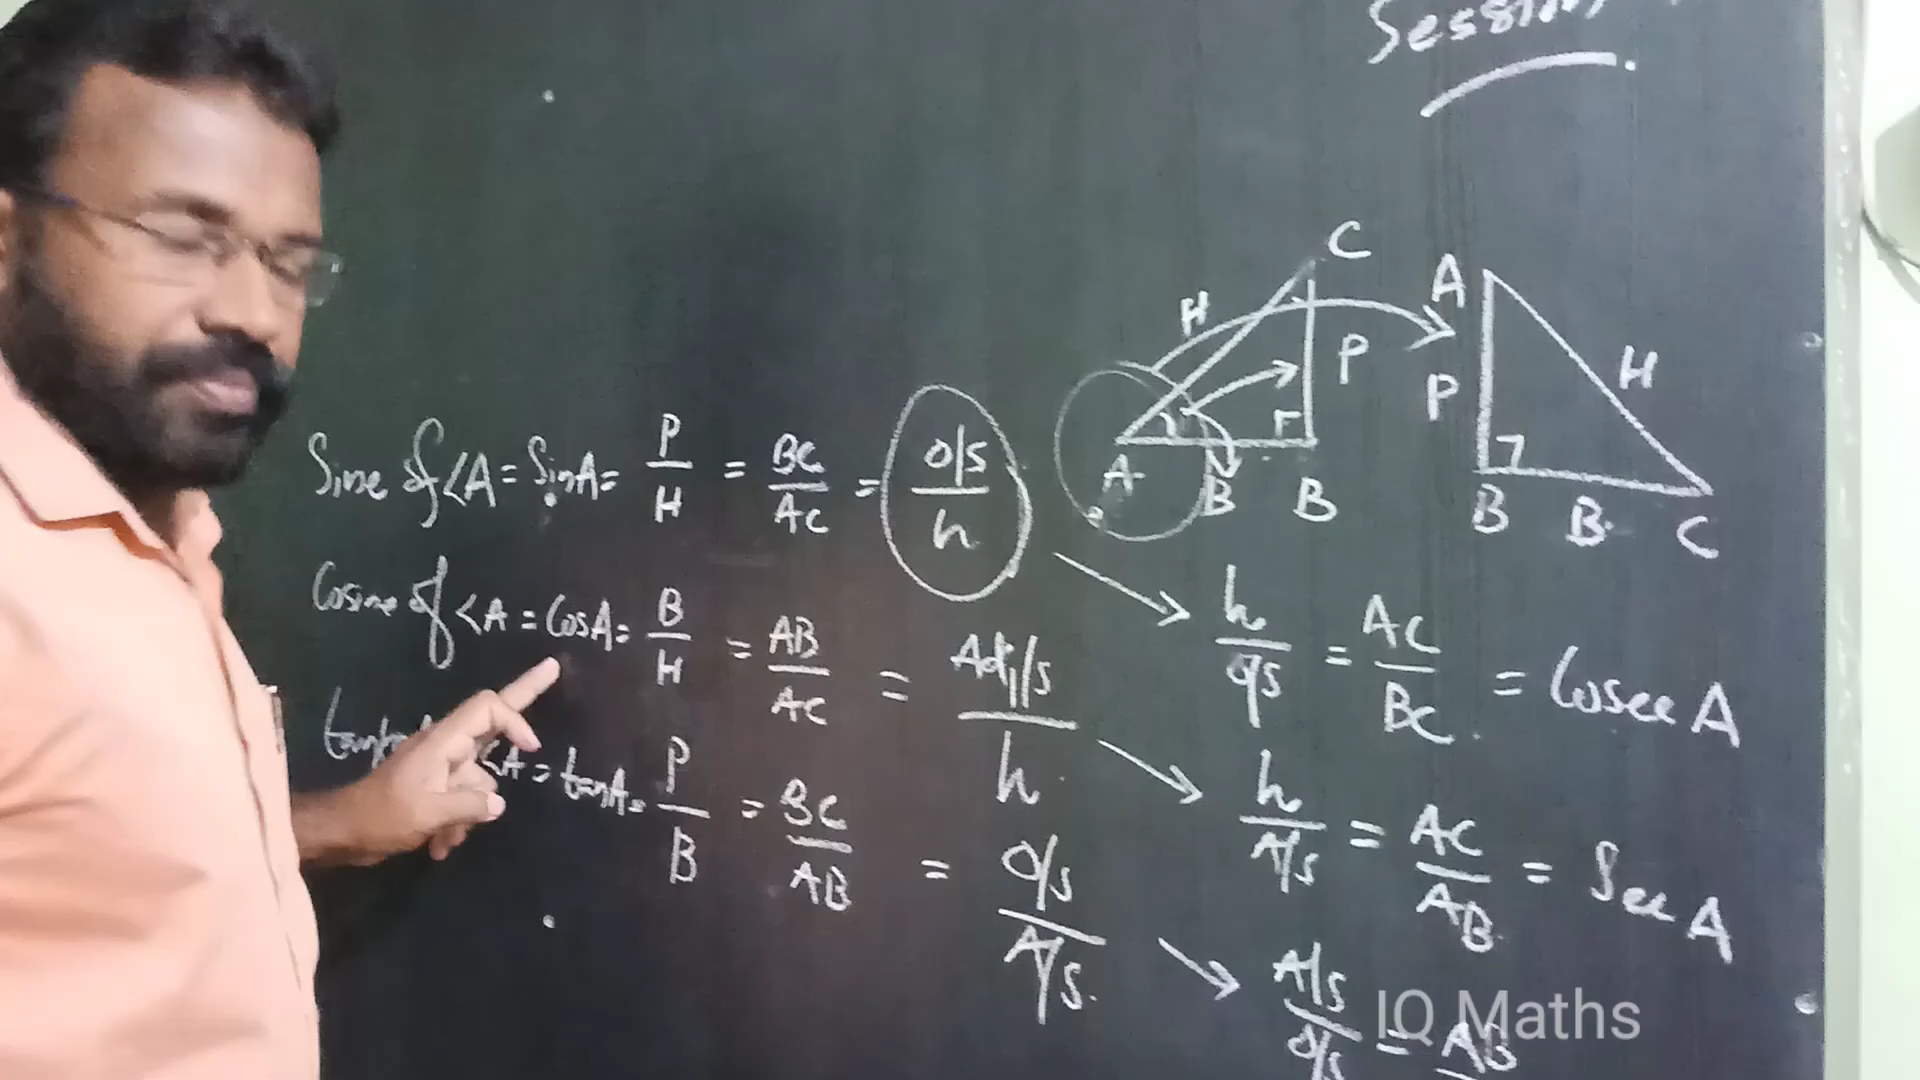 Session
C
H
P
A
B
B
A
P
H
B
B
C
Sine of <A = SinA = P/H = BC/AC = o/s / h
Cosine of <A = CosA = B/H = AB/AC = Adj/s / h
<A = tanA = P/B = BC/AB = O/s / A/s
h / o/s = AC/BC = Cosec A
h / A/s = AC/AB = Sec A
A/s / o/s = AB
IQ Maths